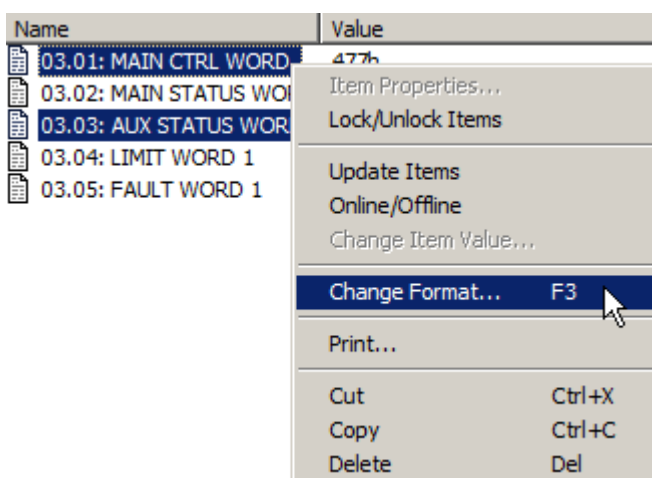 Name Value
03.01: MAIN CTRL WORD 477h
03.02: MAIN STATUS
03.03: AUX STATUS
03.04: LIMIT WORD 1
03.05: FAULT WORD 1
Item Properties...
Lock/Unlock Items
Update Items
Online/Offline
Change Item Value...
Change Format... F3
Print...
Cut Ctrl+X
Copy Ctrl+C
Delete Del